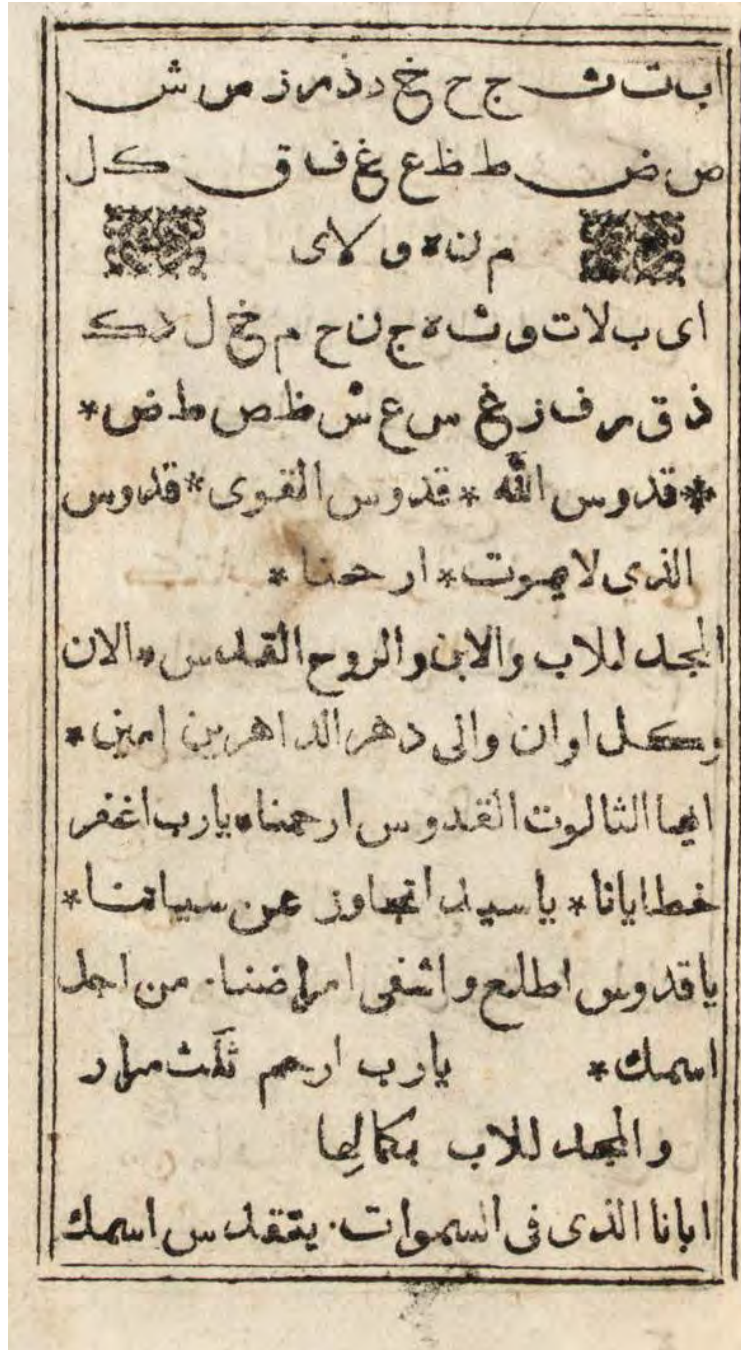 ا ب ت ث ج ح خ د ذ ر ز س ش
ص ض ط ظ ع غ ف ق ك ل
م ن ه و لا ى
ا ى ب لا ت و ث ه ج ن ح م خ ل د ك
ذ ق ر ف ز غ س ع ش ظ ص ط ض *
* قدوس الله * قدوس القوى * قدوس
الذى لا يموت * ارحمنا *
المجد للاب والابن والروح القدس * الان
وكل اوان والى دهر الداهرين امين *
ايها الثالوت القدوس ارحمنا * يارب اغفر
خطايانا * ياسيد اتجاوز عن سياتنا *
ياقدوس اطلع واشفى امراضنا · من اجل
اسمك * يارب ارحم ثلث مرار
والمجد للاب بكمالها
ابانا الذى فى السموات · يتقدس اسمك